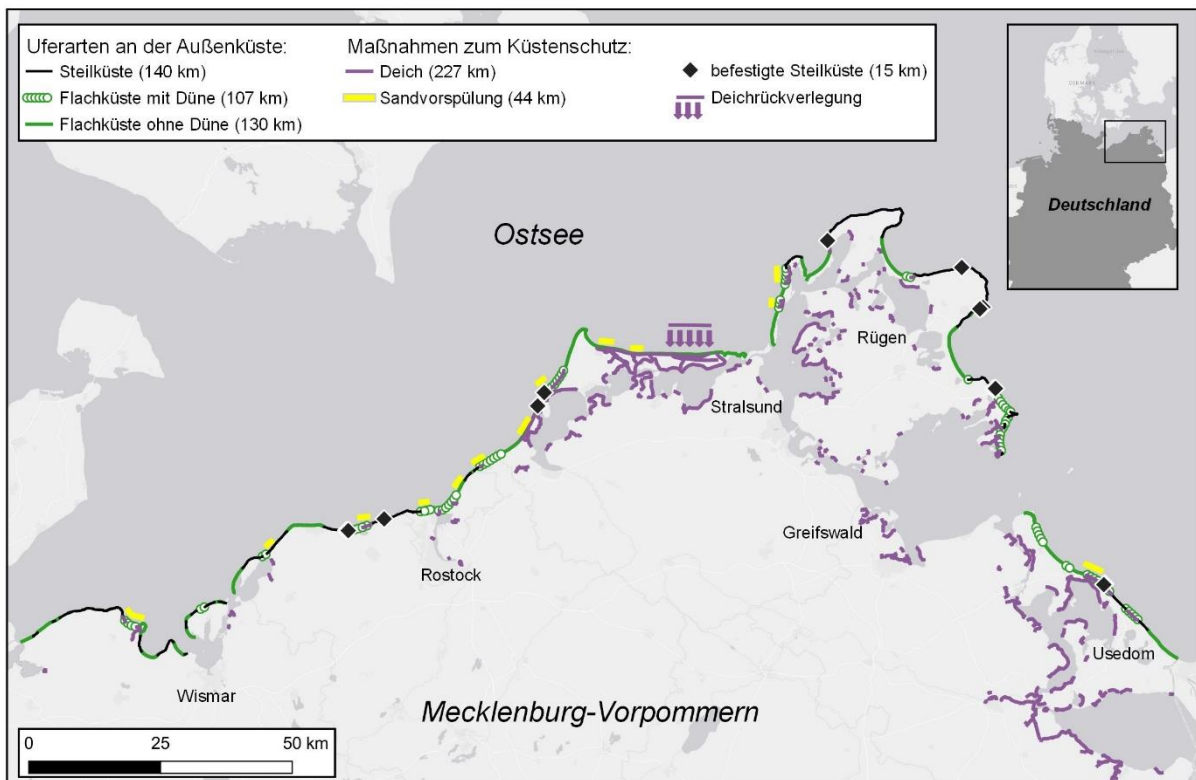 Uferarten an der Außenküste:
Steilküste (140 km)
Flachküste mit Düne (107 km)
Flachküste ohne Düne (130 km)
Maßnahmen zum Küstenschutz:
Deich (227 km)
Sandvorspülung (44 km)
befestigte Steilküste (15 km)
Deichrückverlegung
Deutschland
Ostsee
Rügen
Stralsund
Greifswald
Rostock
Usedom
Wismar
Mecklenburg-Vorpommern
0 25 50 km